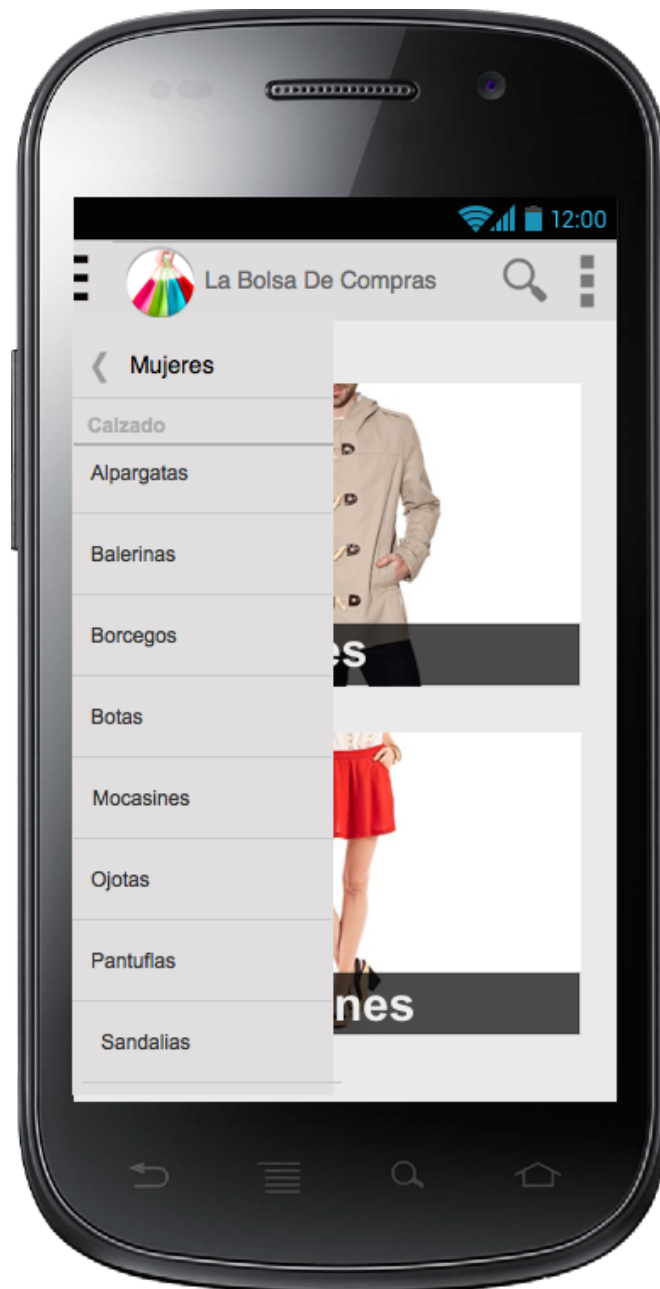 12:00
La Bolsa De Compras
Mujeres
Calzado
Alpargatas
Balerinas
Borcegos
es
Botas
Mocasines
Ojotas
Pantuflas
nes
Sandalias